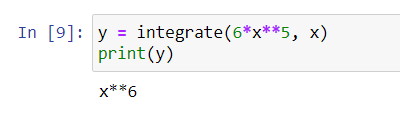 In [9]: y = integrate(6*x**5, x)
print(y)
x**6